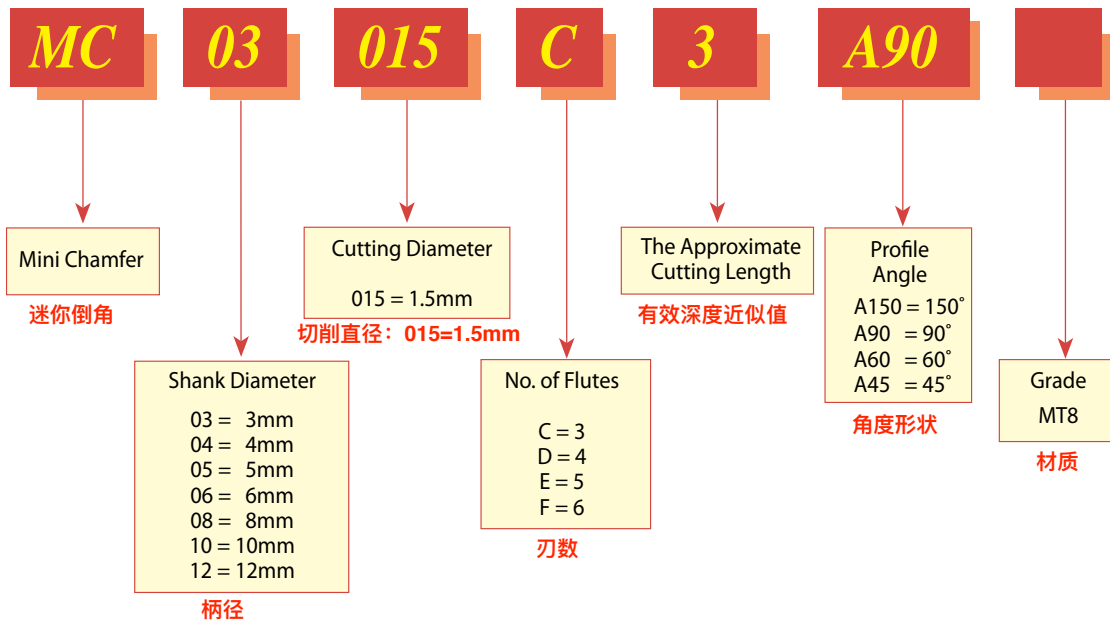 MC 03 015 C 3 A90
Mini Chamfer
迷你倒角
Shank Diameter
03 = 3mm
04 = 4mm
05 = 5mm
06 = 6mm
08 = 8mm
10 = 10mm
12 = 12mm
柄径
Cutting Diameter
015 = 1.5mm
切削直径：015=1.5mm
No. of Flutes
C = 3
D = 4
E = 5
F = 6
刃数
The Approximate
Cutting Length
有效深度近似值
Profile
Angle
A150 = 150°
A90 = 90°
A60 = 60°
A45 = 45°
角度形状
Grade
MT8
材质